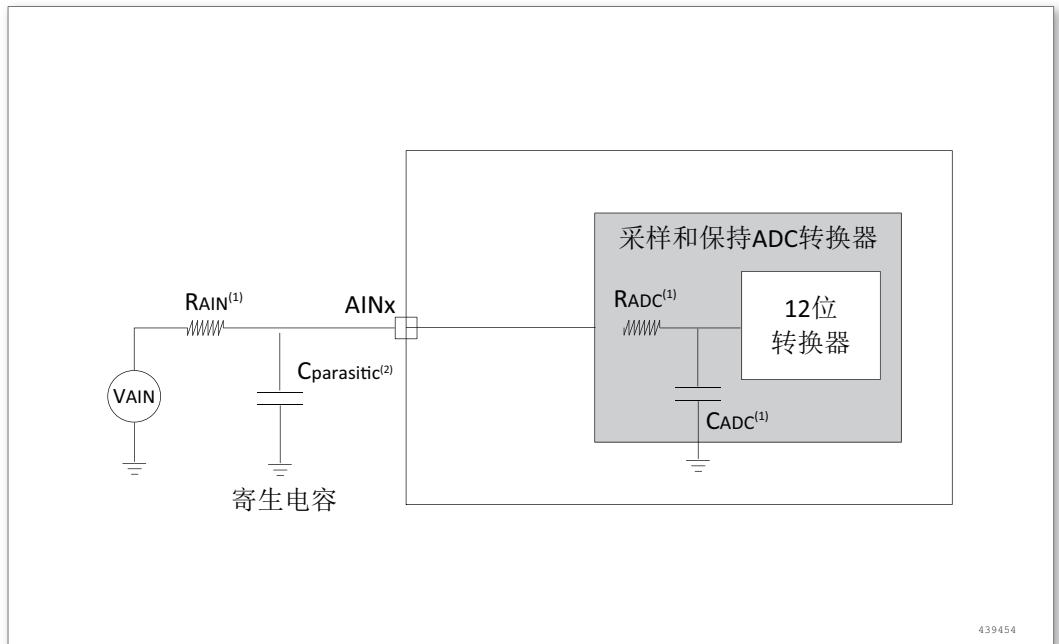 采样和保持ADC转换器
RAIN(1)
AINx
RADC(1)
12位
转换器
Cparasitic(2)
VAIN
CADC(1)
寄生电容
439454